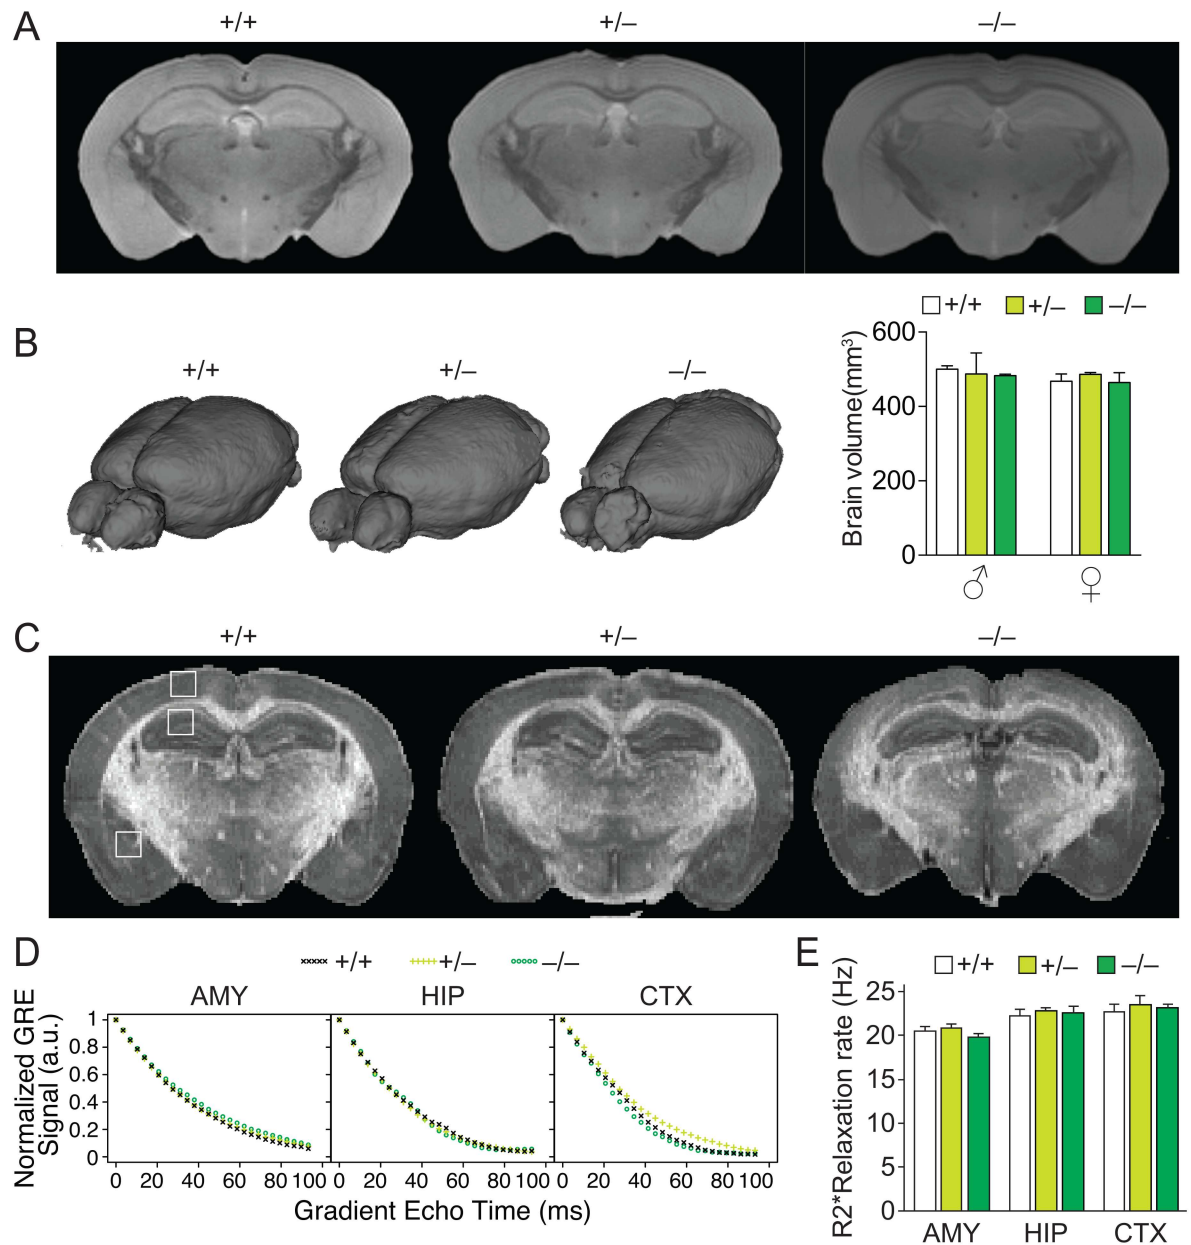 A
+/+ +/– –/–
B
+/+ +/– –/–
+/+ +/– –/–
Brain volume(mm³)
600
400
200
0
♂ ♀
C
+/+ +/– –/–
D
+/+ +/– –/–
AMY HIP CTX
Normalized GRE
Signal (a.u.)
1
0.8
0.6
0.4
0.2
0
0 20 40 60 80 100 0 20 40 60 80 100 0 20 40 60 80 100
Gradient Echo Time (ms)
E
+/+ +/– –/–
R2*Relaxation rate (Hz)
25
20
15
10
5
0
AMY HIP CTX